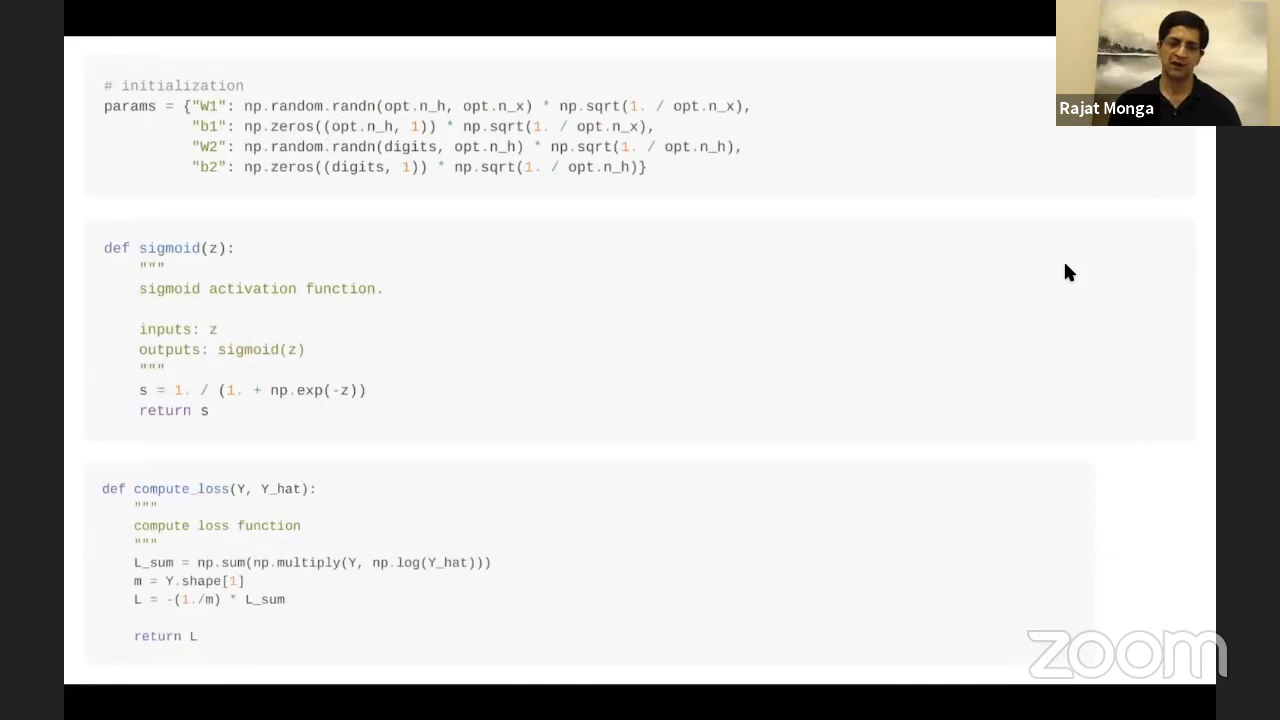 # initialization
params = {"W1": np.random.randn(opt.n_h, opt.n_x) * np.sqrt(1. / opt.n_x),
"b1": np.zeros((opt.n_h, 1)) * np.sqrt(1. / opt.n_x),
"W2": np.random.randn(digits, opt.n_h) * np.sqrt(1. / opt.n_h),
"b2": np.zeros((digits, 1)) * np.sqrt(1. / opt.n_h)}
Rajat Monga
def sigmoid(z):
"""
sigmoid activation function.
inputs: z
outputs: sigmoid(z)
"""
s = 1. / (1. + np.exp(-z))
return s
def compute_loss(Y, Y_hat):
"""
compute loss function
"""
L_sum = np.sum(np.multiply(Y, np.log(Y_hat)))
m = Y.shape[1]
L = -(1./m) * L_sum
return L
zoom